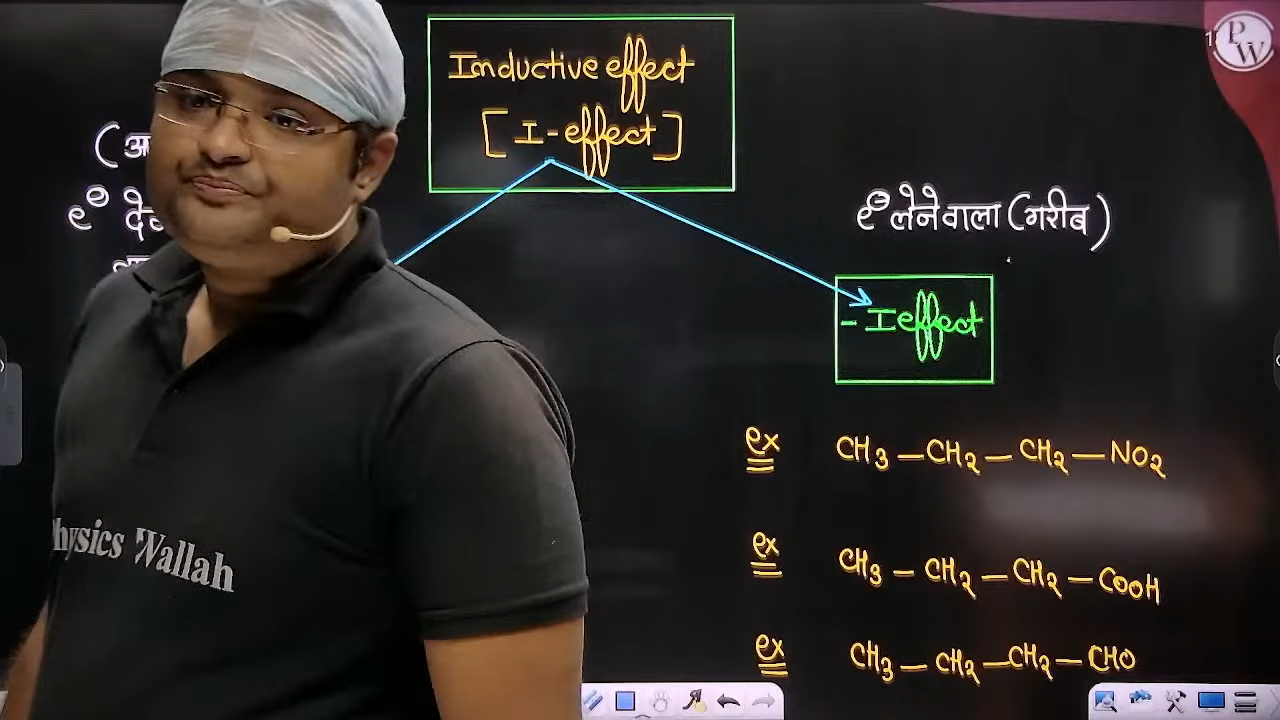 Inductive effect
[I-effect]
e⊖ लेनेवाला (गरीब)
-I effect
ex CH3-CH2-CH2-NO2
ex CH3-CH2-CH2-COOH
ex CH3-CH2-CH2-CHO
Physics Wallah
PW